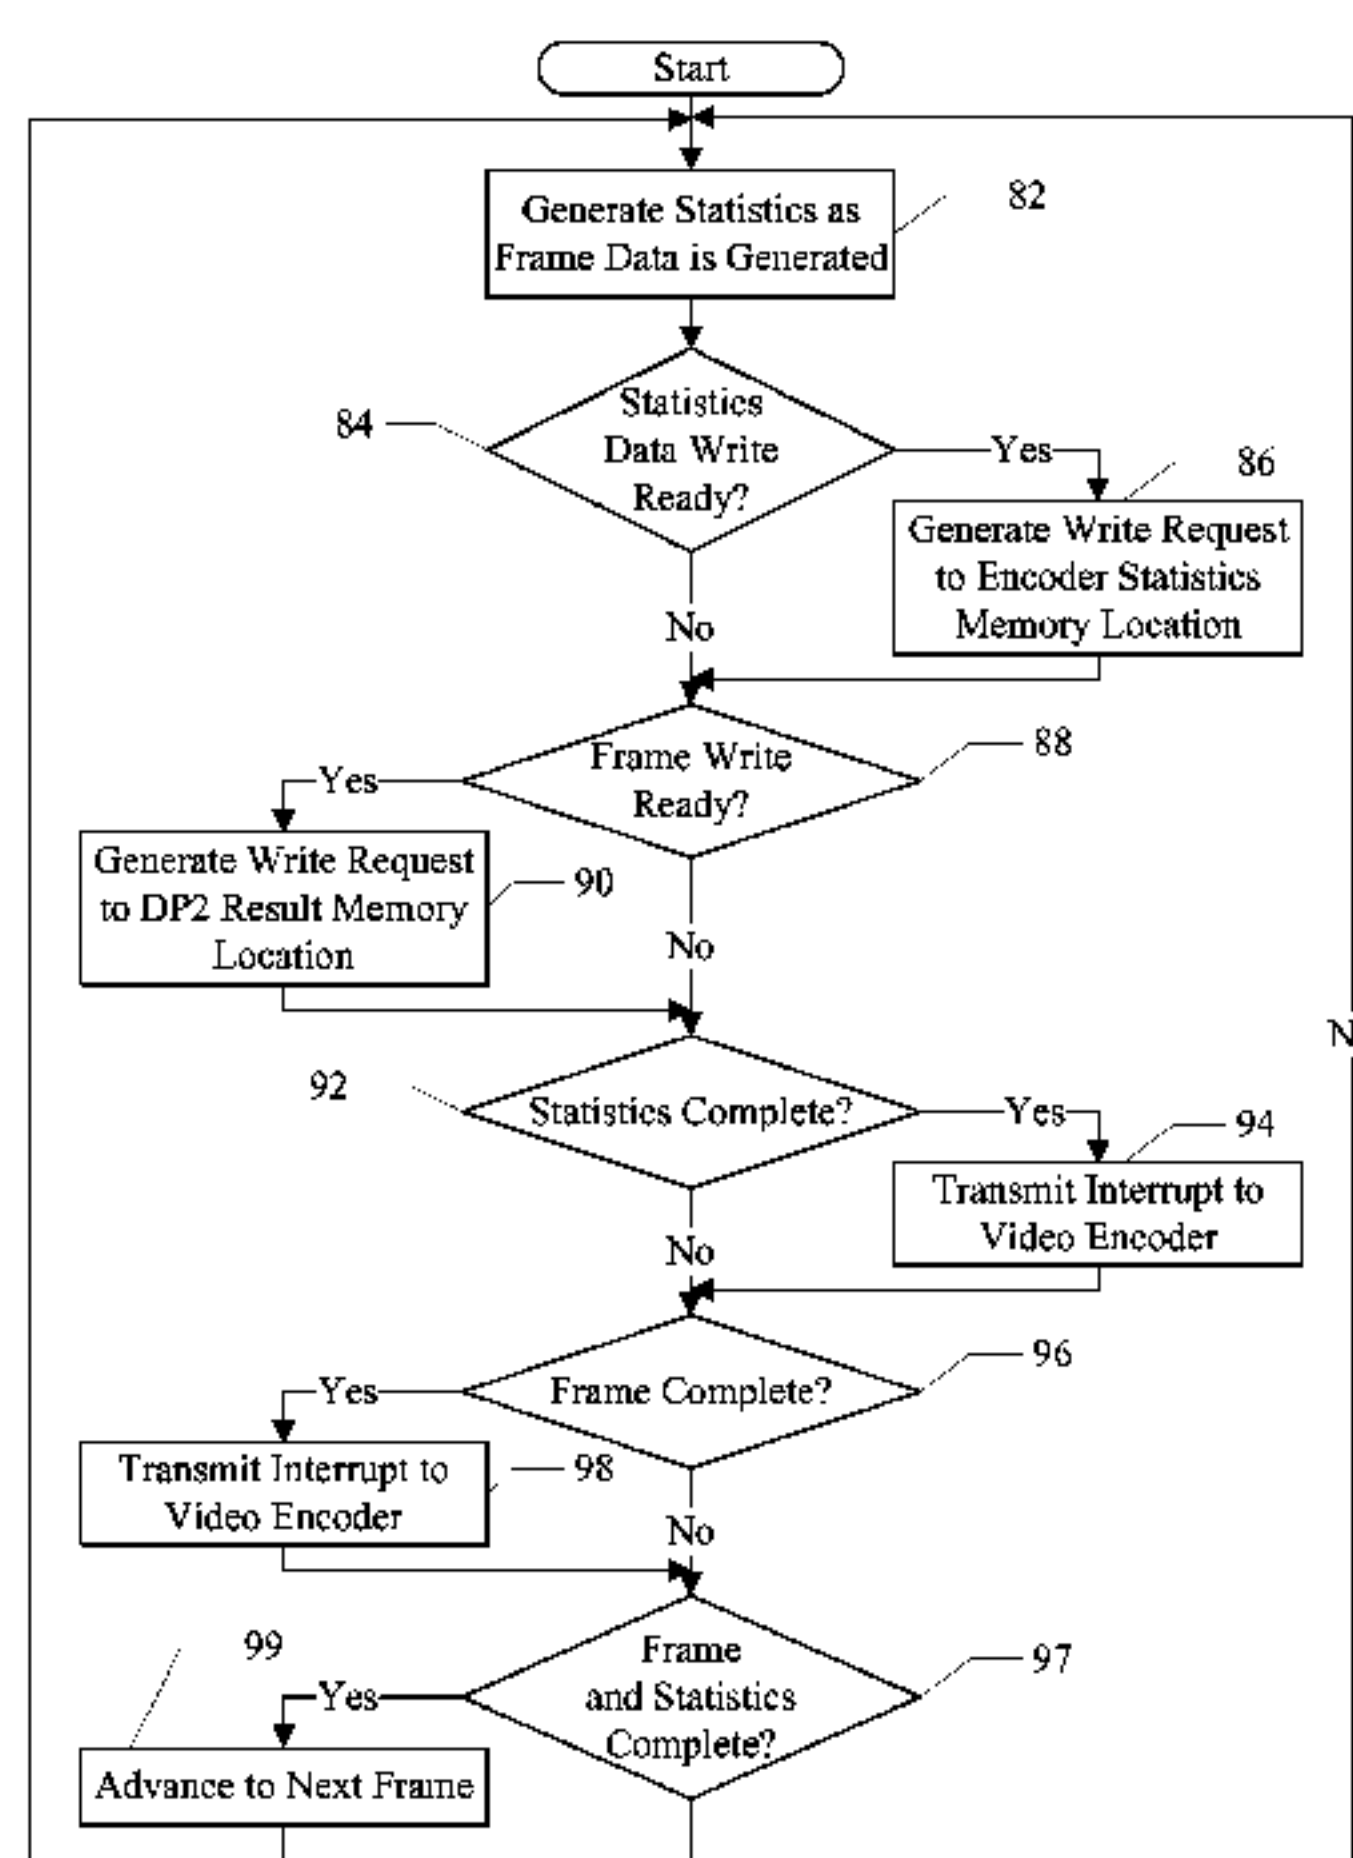 Start
Generate Statistics as
Frame Data is Generated
82
Statistics
Data Write
Ready?
84
Yes
86
Generate Write Request
to Encoder Statistics
Memory Location
No
Frame Write
Ready?
88
Yes
Generate Write Request
to DP2 Result Memory
Location
90
No
Statistics Complete?
92
Yes
94
Transmit Interrupt to
Video Encoder
No
Frame Complete?
96
Yes
Transmit Interrupt to
Video Encoder
98
No
Frame
and Statistics
Complete?
97
99
Yes
Advance to Next Frame